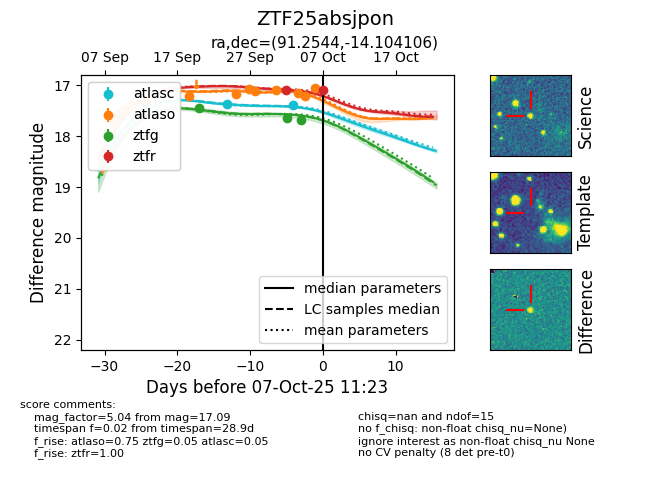 ZTF25absjpon
ra,dec=(91.2544,-14.104106)
07 Sep 17 Sep 27 Sep 07 Oct 17 Oct
17
18
19
20
21
22
Difference magnitude
atlasc
atlaso
ztfg
ztfr
median parameters
LC samples median
mean parameters
−30 −20 −10 0 10
Days before 07-Oct-25 11:23
Science
Template
Difference
score comments:
mag_factor=5.04 from mag=17.09
timespan f=0.02 from timespan=28.9d
f_rise: atlaso=0.75 ztfg=0.05 atlasc=0.05
f_rise: ztfr=1.00
chisq=nan and ndof=15
no f_chisq: non-float chisq_nu=None)
ignore interest as non-float chisq_nu None
no CV penalty (8 det pre-t0)